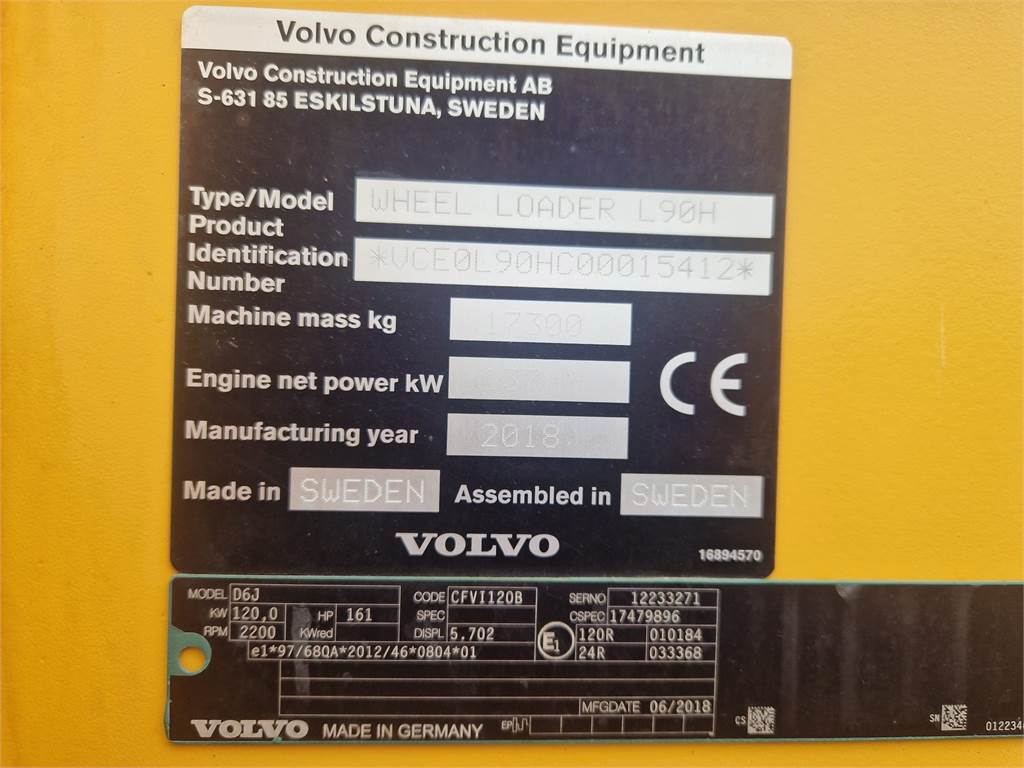 Volvo Construction Equipment
Volvo Construction Equipment AB
S-631 85 ESKILSTUNA, SWEDEN
Type/Model WHEEL LOADER L90H
Product
Identification *VCE0L90HC00015412*
Number
Machine mass kg 17300
Engine net power kW
Manufacturing year 2018
Made in SWEDEN Assembled in SWEDEN
VOLVO 16894570
MODEL D6J CODE CFVI120B SERNO 12233271
KW 120,0 HP 161 SPEC CSPEC 17479896
RPM 2200 KWred DISPL 5.702 E1 120R 010184
e1*97/68QA*2012/46*0804*01 24R 033368
MFGDATE 06/2018
VOLVO MADE IN GERMANY EP CS SN